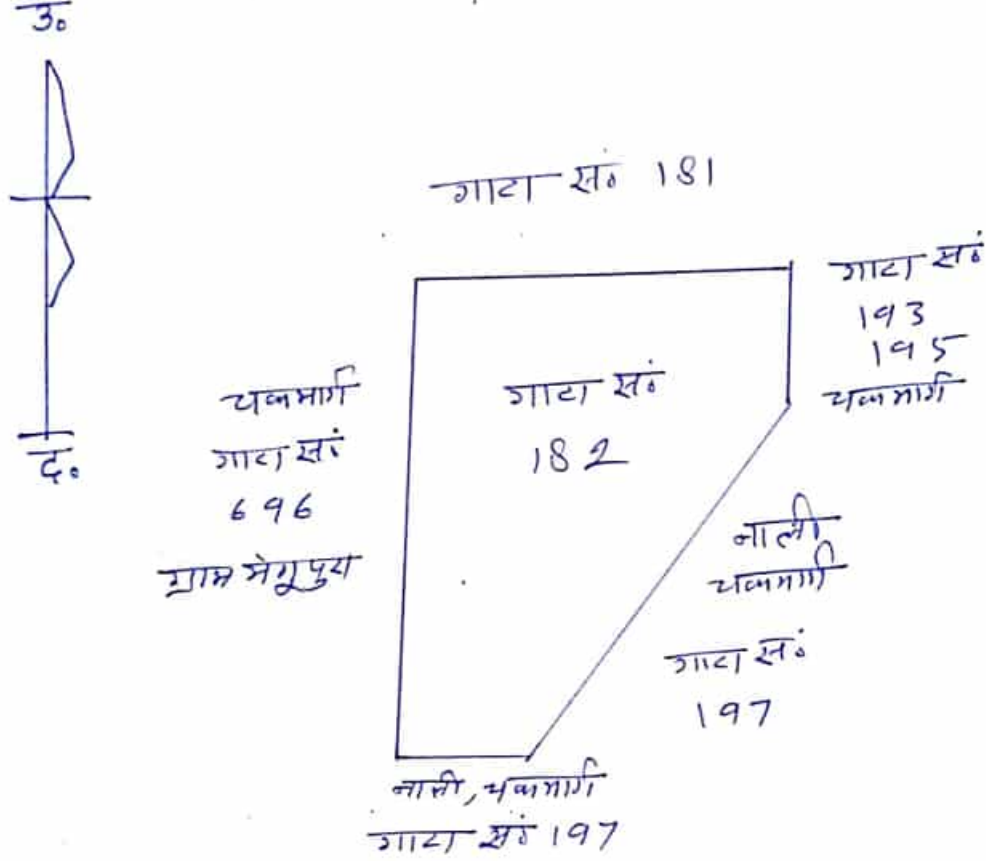 उ०
गाटा सं० 181
गाटा सं०
193
195
चकमार्ग
गाटा सं०
182
चकमार्ग
गाटा सं०
696
ग्राम मेगूपुरा
द०
नाली
चकमार्ग
गाटा सं०
197
नाली, चकमार्ग
गाटा सं० 197